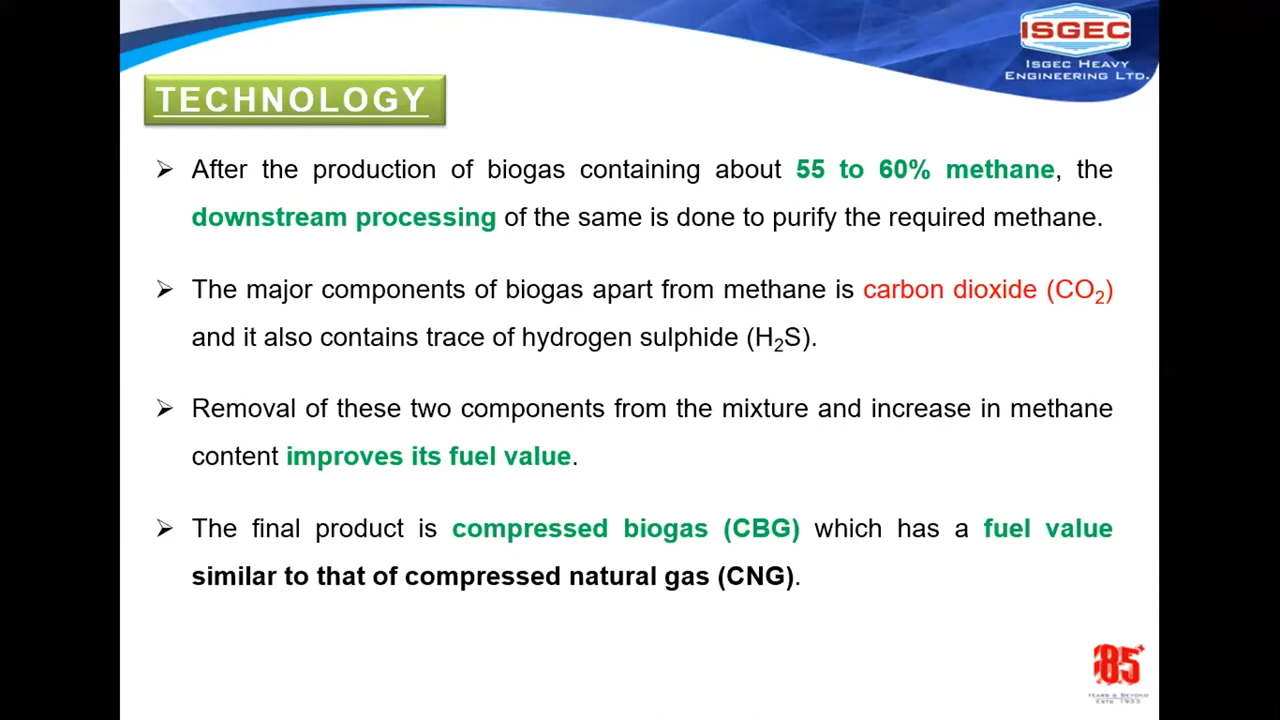 ISGEC
ISGEC HEAVY
ENGINEERING LTD.
TECHNOLOGY
➢ After the production of biogas containing about 55 to 60% methane, the
downstream processing of the same is done to purify the required methane.
➢ The major components of biogas apart from methane is carbon dioxide (CO₂)
and it also contains trace of hydrogen sulphide (H₂S).
➢ Removal of these two components from the mixture and increase in methane
content improves its fuel value.
➢ The final product is compressed biogas (CBG) which has a fuel value
similar to that of compressed natural gas (CNG).
85+
YEARS & BEYOND
ESTD. 1933